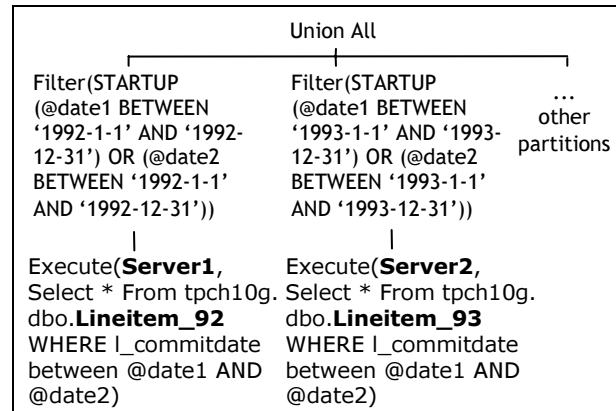 Union All
Filter(STARTUP
(@date1 BETWEEN
‘1992-1-1’ AND ‘1992-
12-31’) OR (@date2
BETWEEN ‘1992-1-1’
AND ‘1992-12-31’))
Filter(STARTUP
(@date1 BETWEEN
‘1993-1-1’ AND ‘1993-
12-31’) OR (@date2
BETWEEN ‘1993-1-1’
AND ‘1993-12-31’))
...
other
partitions
Execute(Server1,
Select * From tpch10g.
dbo.Lineitem_92
WHERE l_commitdate
between @date1 AND
@date2)
Execute(Server2,
Select * From tpch10g.
dbo.Lineitem_93
WHERE l_commitdate
between @date1 AND
@date2)